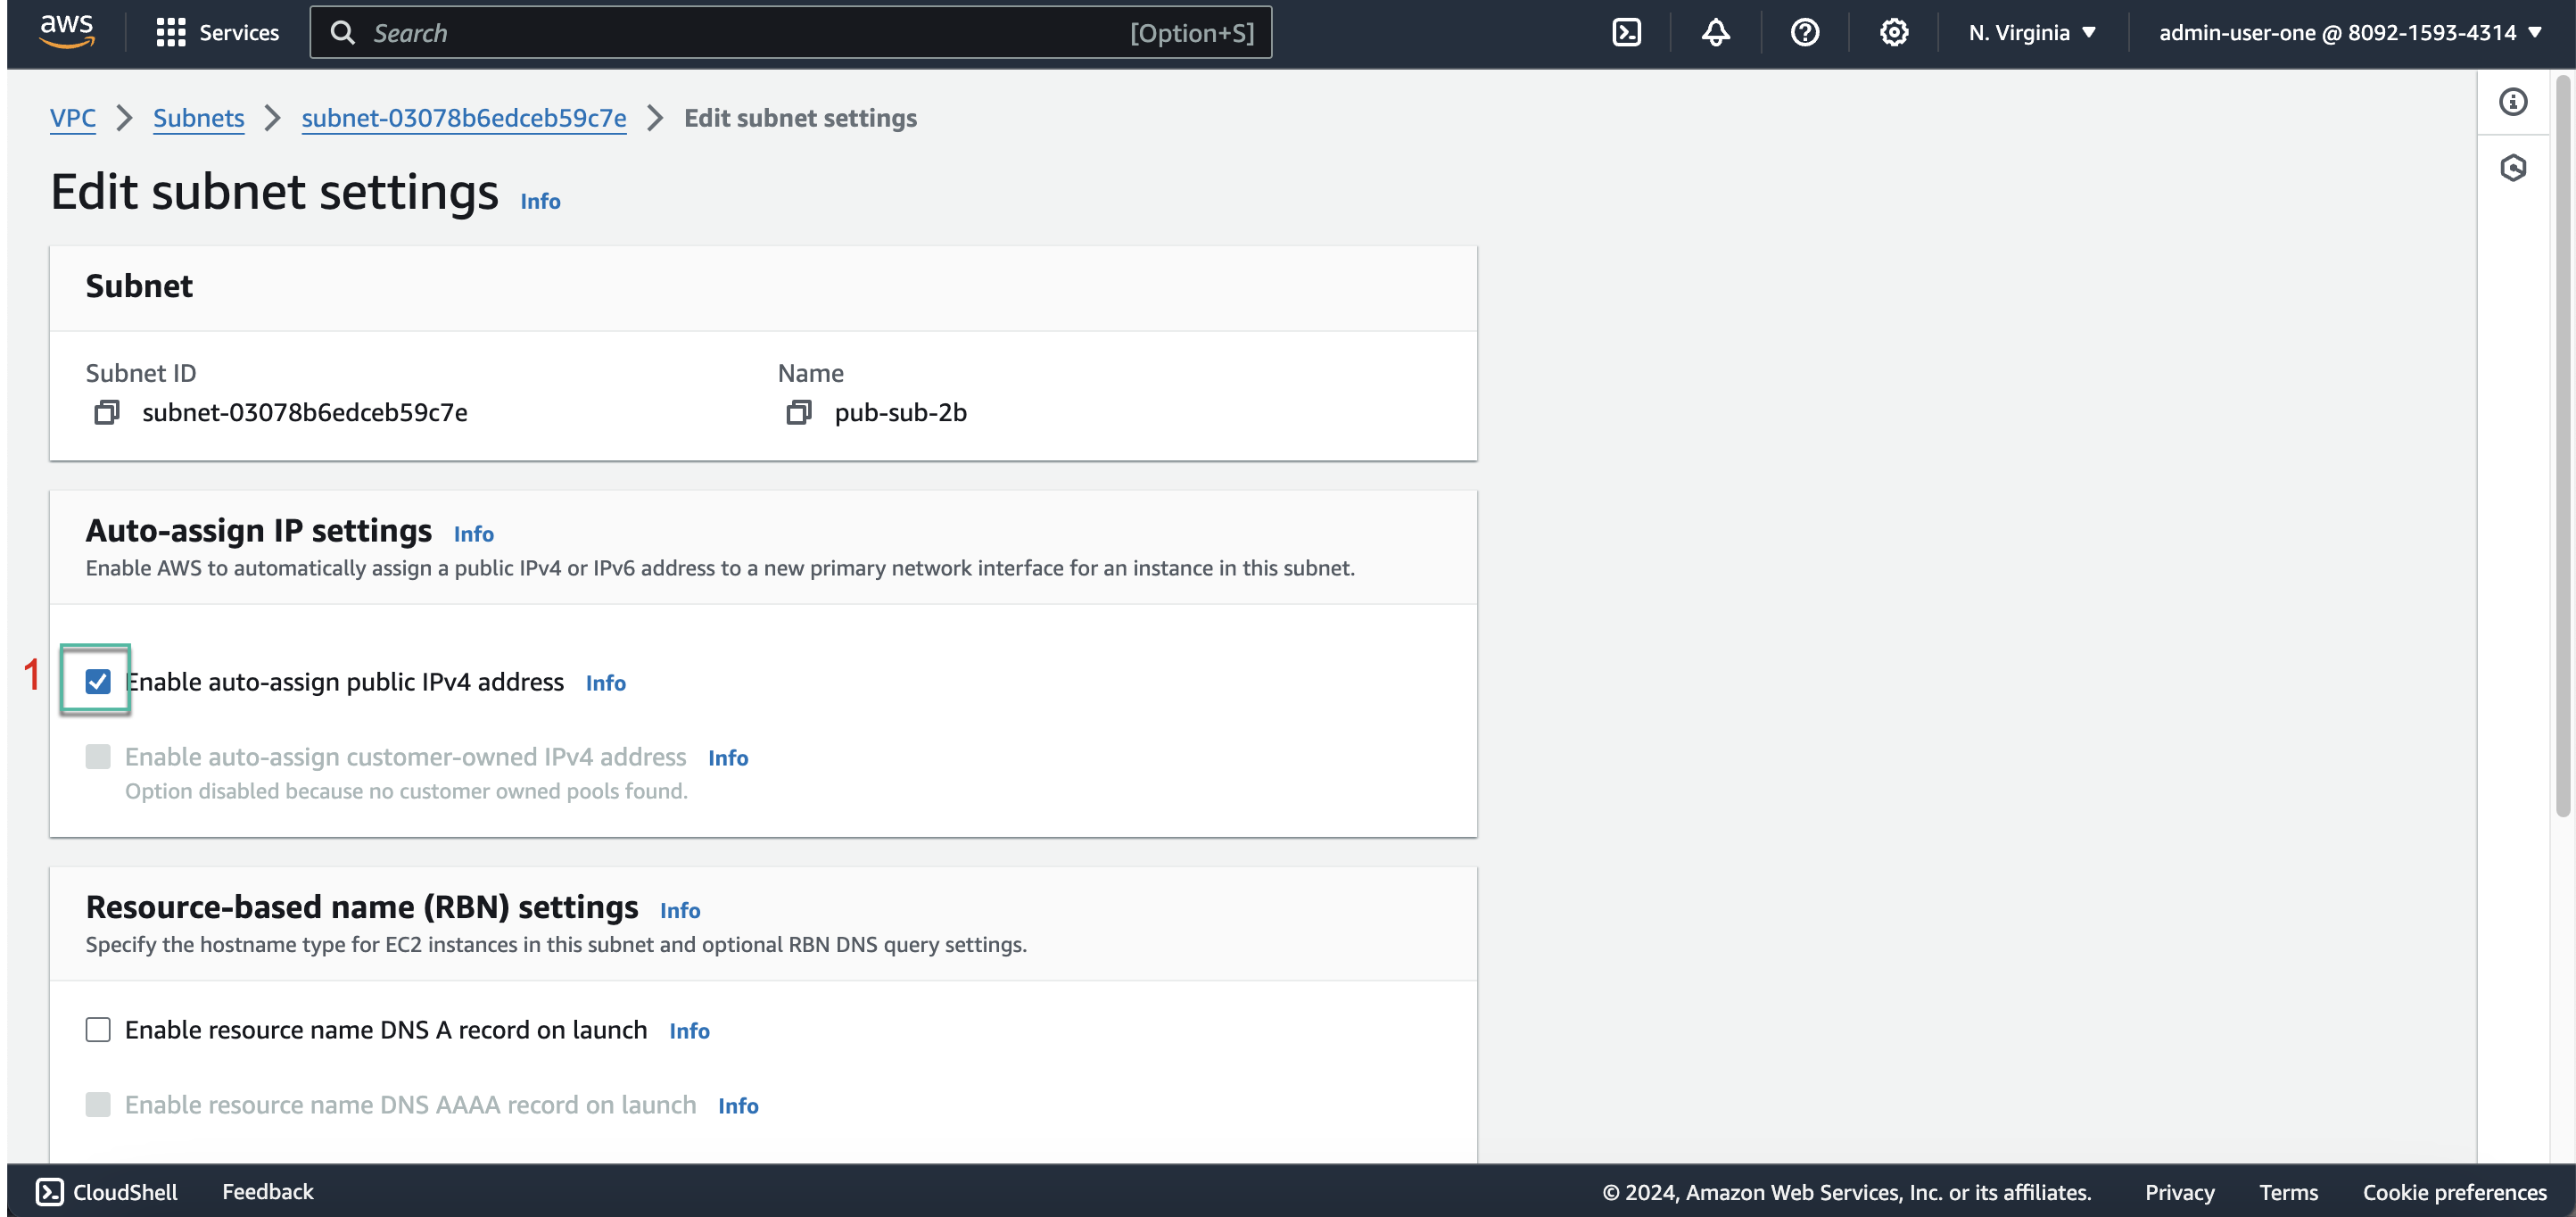 aws Services Search [Option+S] N. Virginia admin-user-one @ 8092-1593-4314
VPC Subnets subnet-03078b6edceb59c7e Edit subnet settings
Edit subnet settings Info
Subnet
Subnet ID Name
subnet-03078b6edceb59c7e pub-sub-2b
Auto-assign IP settings Info
Enable AWS to automatically assign a public IPv4 or IPv6 address to a new primary network interface for an instance in this subnet.
1 Enable auto-assign public IPv4 address Info
Enable auto-assign customer-owned IPv4 address Info
Option disabled because no customer owned pools found.
Resource-based name (RBN) settings Info
Specify the hostname type for EC2 instances in this subnet and optional RBN DNS query settings.
Enable resource name DNS A record on launch Info
Enable resource name DNS AAAA record on launch Info
CloudShell Feedback © 2024, Amazon Web Services, Inc. or its affiliates. Privacy Terms Cookie preferences